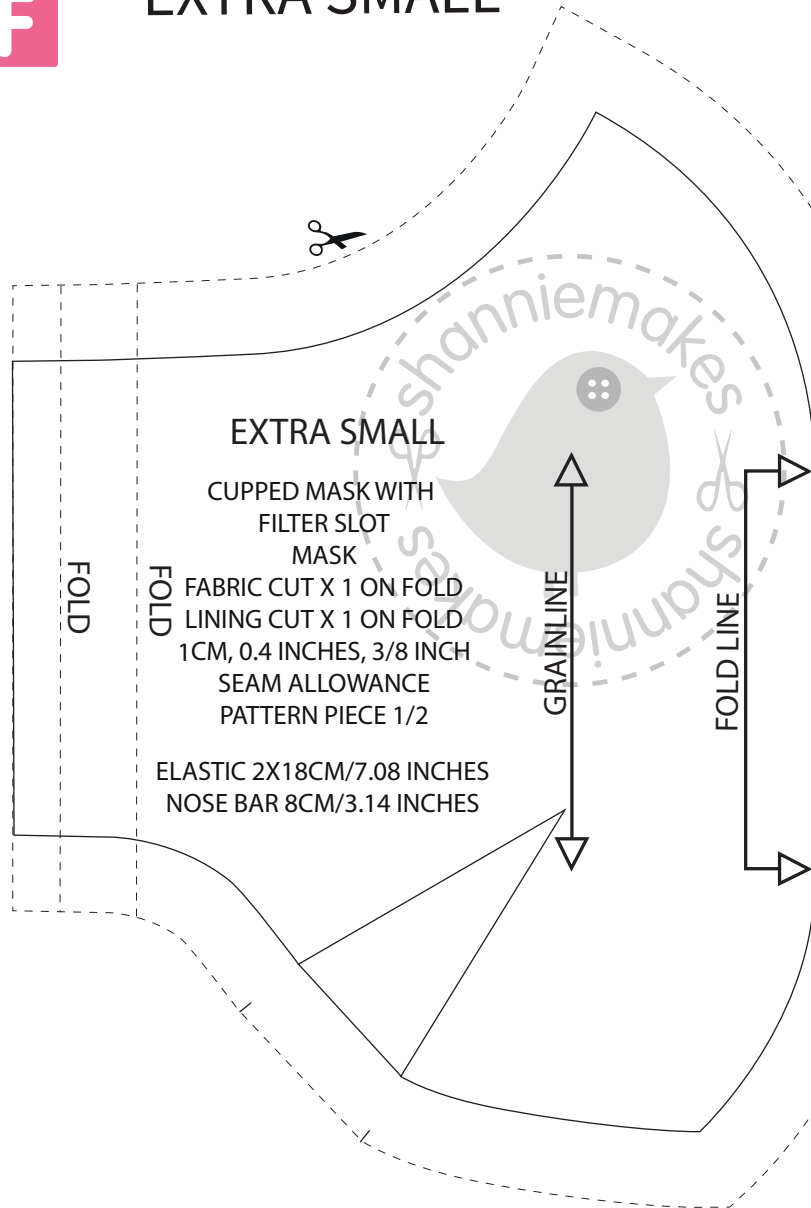 F
EXTRA SMALL
shanniemakes
EXTRA SMALL
CUPPED MASK WITH
FILTER SLOT
MASK
FABRIC CUT X 1 ON FOLD
LINING CUT X 1 ON FOLD
1CM, 0.4 INCHES, 3/8 INCH
SEAM ALLOWANCE
PATTERN PIECE 1/2
ELASTIC 2X18CM/7.08 INCHES
NOSE BAR 8CM/3.14 INCHES
FOLD
FOLD
GRAINLINE
FOLD LINE
shanniemakes